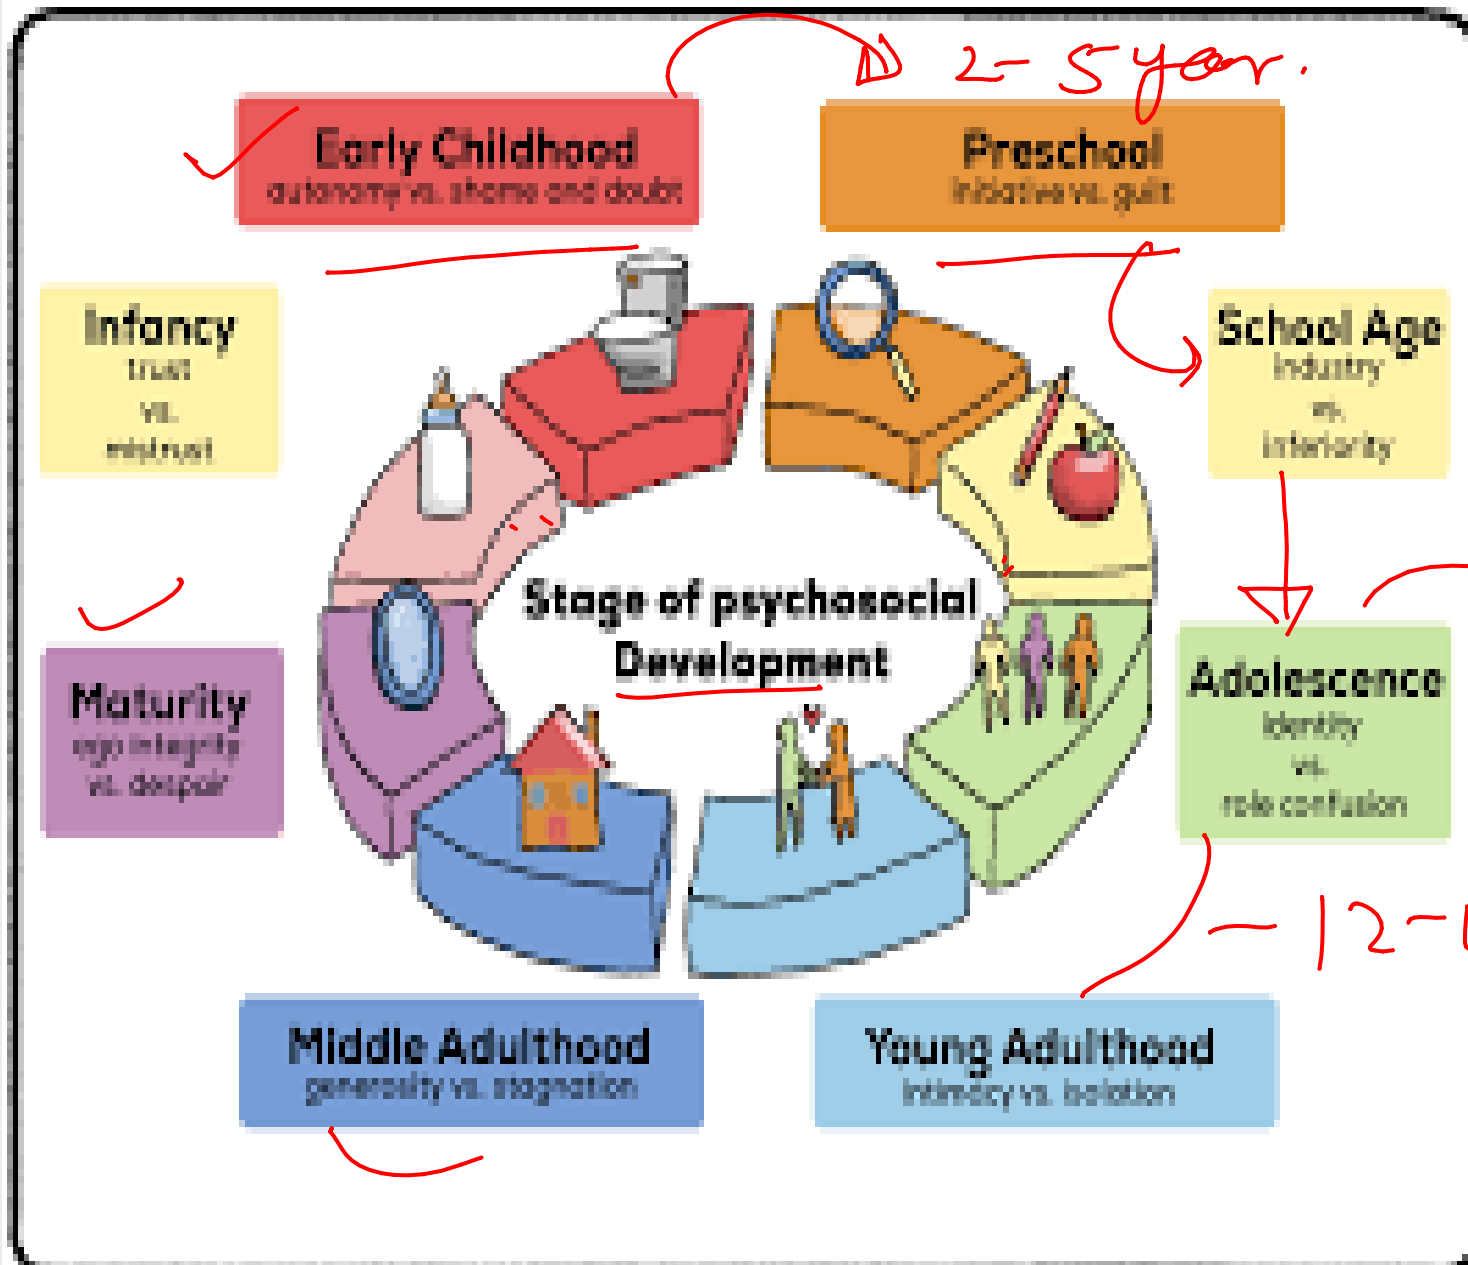 2-5 year.
Early Childhood
autonomy vs. shame and doubt
Preschool
initiative vs. guilt
Infancy
trust
vs.
mistrust
School Age
industry
vs.
inferiority
Stage of psychosocial
Development
Maturity
ego integrity
vs. despair
Adolescence
identity
vs.
role confusion
-12-
Middle Adulthood
generosity vs. stagnation
Young Adulthood
intimacy vs. isolation